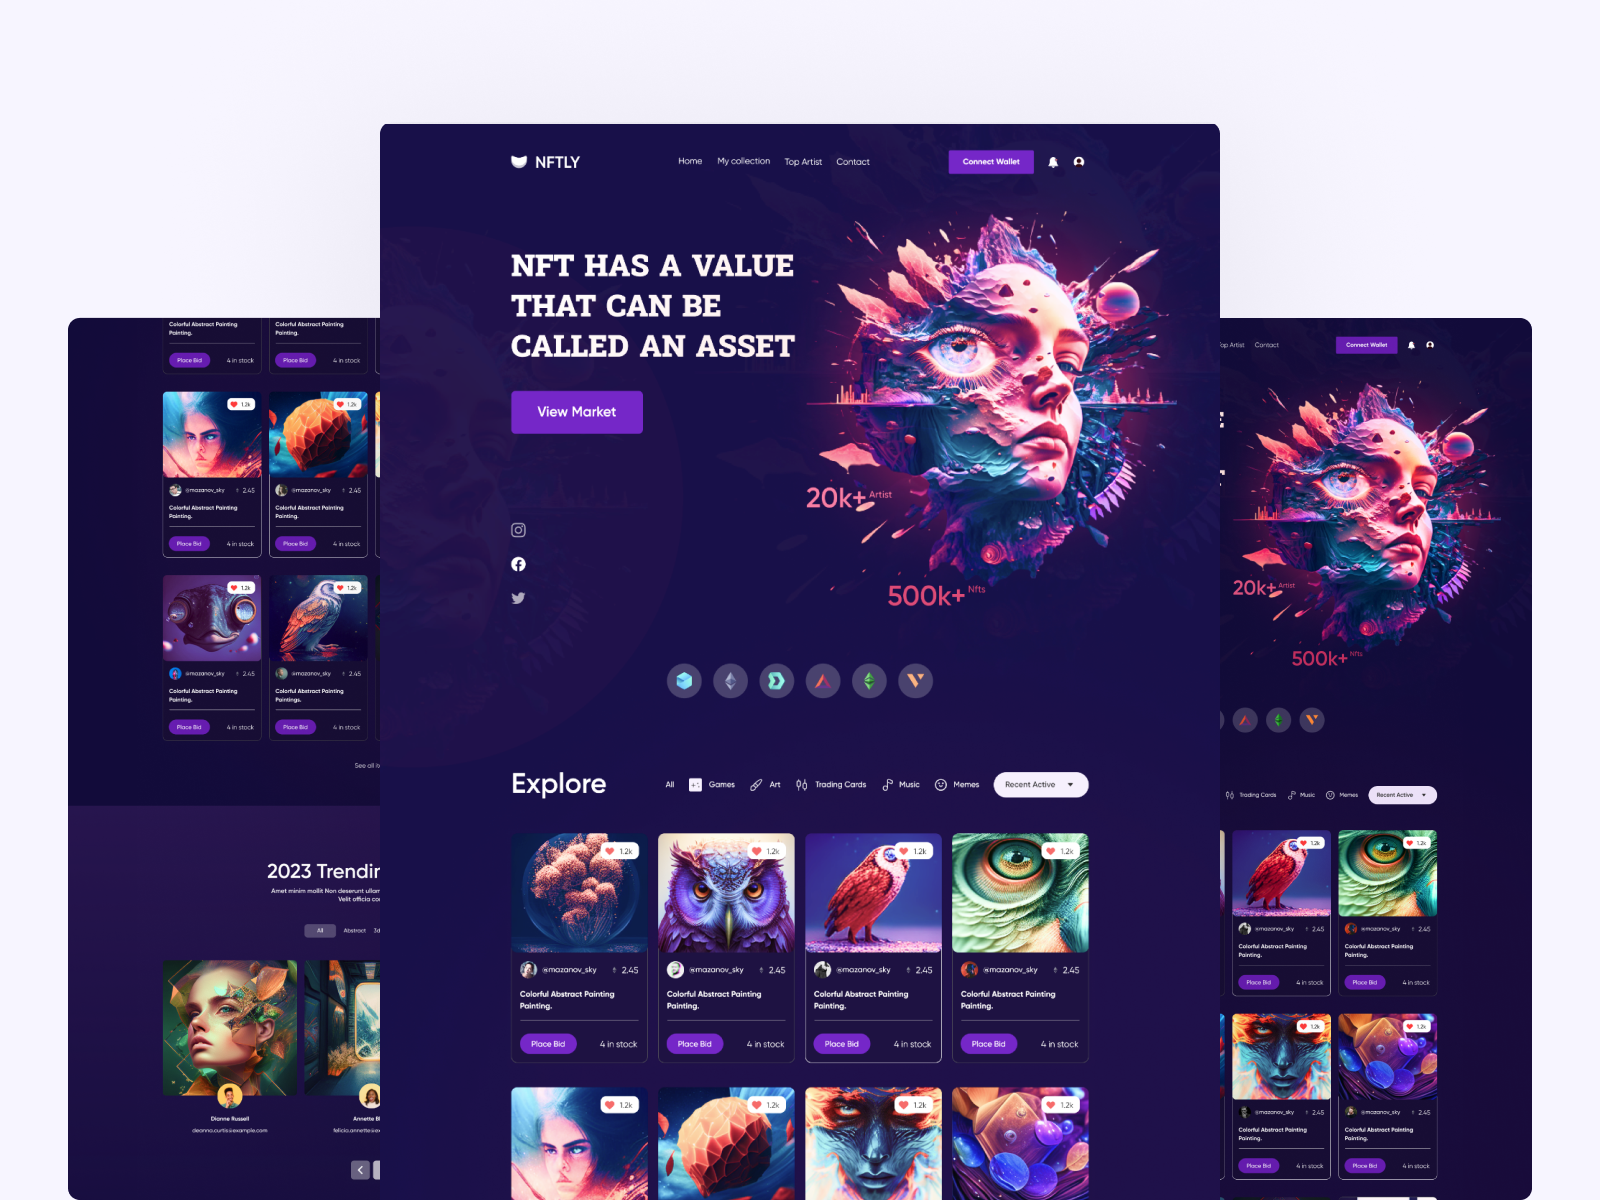 NFTLY
Home My collection Top Artist Contact
Connect Wallet
NFT HAS A VALUE
THAT CAN BE
CALLED AN ASSET
View Market
20k+ Artist
500k+ Nfts
Explore
All Games Art Trading Cards Music Memes Recent Active
1.2k 1.2k 1.2k 1.2k
@mazanov_sky 2.45 @mazanov_sky 2.45 @mazanov_sky 2.45 @mazanov_sky 2.45
Colorful Abstract Painting Colorful Abstract Painting Colorful Abstract Painting Colorful Abstract Painting
Painting. Painting. Painting. Painting.
Place Bid 4 in stock Place Bid 4 in stock Place Bid 4 in stock Place Bid 4 in stock
1.2k 1.2k 1.2k 1.2k
Colorful Abstract Painting Colorful Abstract Painting
Painting. Painting.
Place Bid 4 in stock Place Bid 4 in stock
1.2k 1.2k
@mazanov_sky 2.45 @mazanov_sky 2.45
Colorful Abstract Painting Colorful Abstract Painting
Painting. Painting.
Place Bid 4 in stock Place Bid 4 in stock
1.2k 1.2k
@mazanov_sky 2.45 @mazanov_sky 2.45
Colorful Abstract Painting Colorful Abstract Painting
Painting. Paintings.
Place Bid 4 in stock Place Bid 4 in stock
See all
2023
Amet minim mollit Non deserunt
Velit officia
All Abstract
Dianne Russell
deanna.curtis@example.com
Artist Contact
Connect Wallet
20k+ Artist
500k+ Nfts
Trading Cards Music Memes Recent Active
1.2k 1.2k
@mazanov_sky 2.45 @mazanov_sky 2.45
Colorful Abstract Painting Colorful Abstract Painting
Painting. Painting.
Place Bid 4 in stock Place Bid 4 in stock
1.2k 1.2k
@mazanov_sky 2.45 @mazanov_sky 2.45
Colorful Abstract Painting Colorful Abstract Painting
Painting. Painting.
Place Bid 4 in stock Place Bid 4 in stock